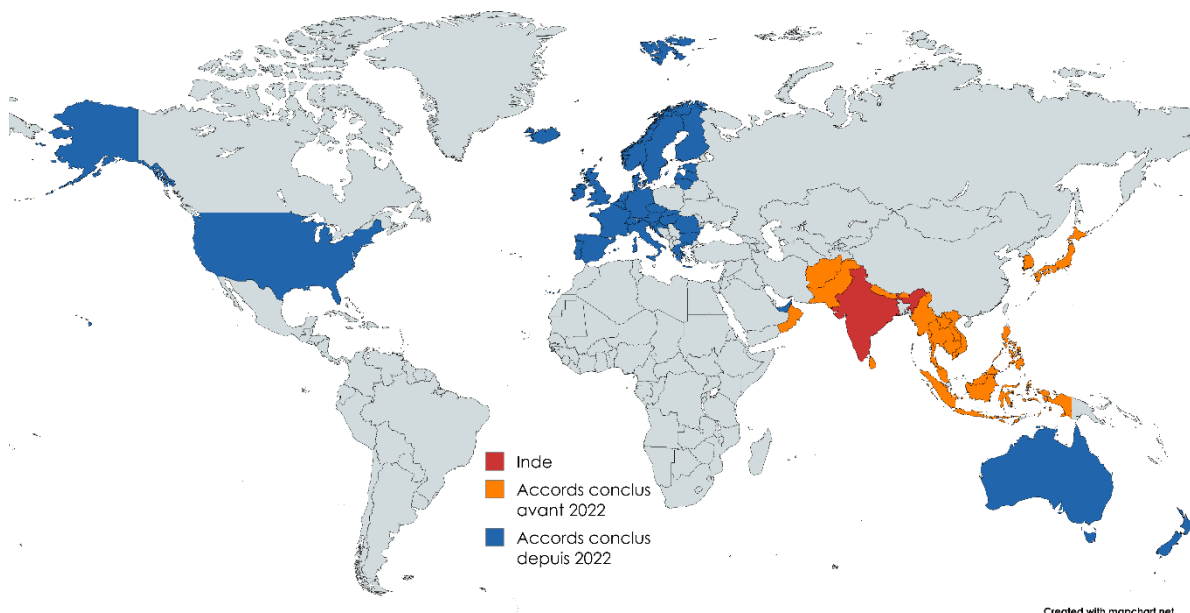 Inde
Accords conclus
avant 2022
Accords conclus
depuis 2022
Created with mapchart.net